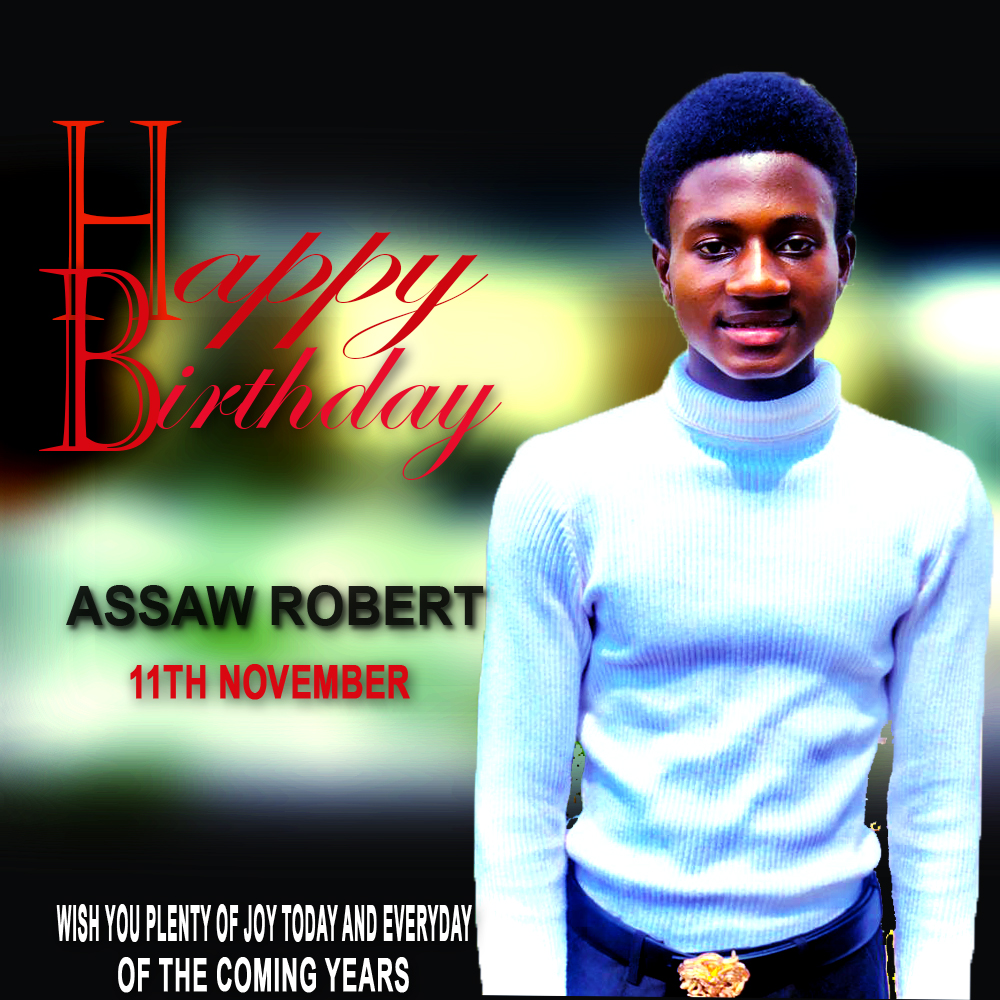 Happy
Birthday
ASSAW ROBERT
11TH NOVEMBER
WISH YOU PLENTY OF JOY TODAY AND EVERYDAY
OF THE COMING YEARS